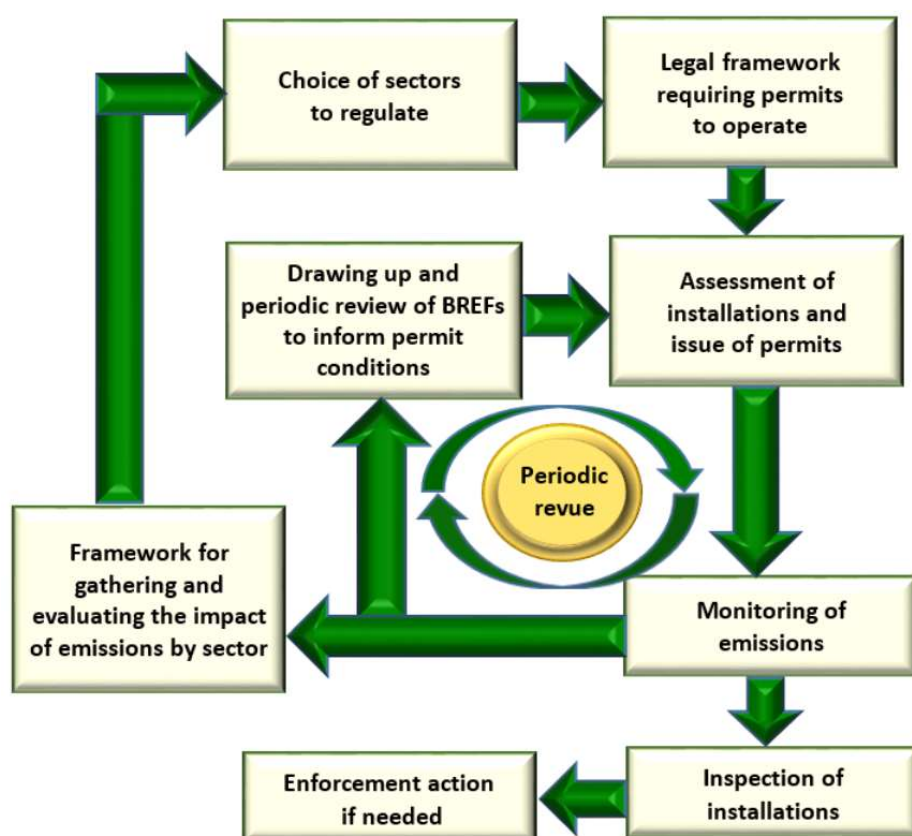 Choice of sectors
to regulate
Legal framework
requiring permits
to operate
Drawing up and
periodic review of BREFs
to inform permit
conditions
Assessment of
installations and
issue of permits
Periodic
revue
Framework for
gathering and
evaluating the impact
of emissions by sector
Monitoring of
emissions
Enforcement action
if needed
Inspection of
installations